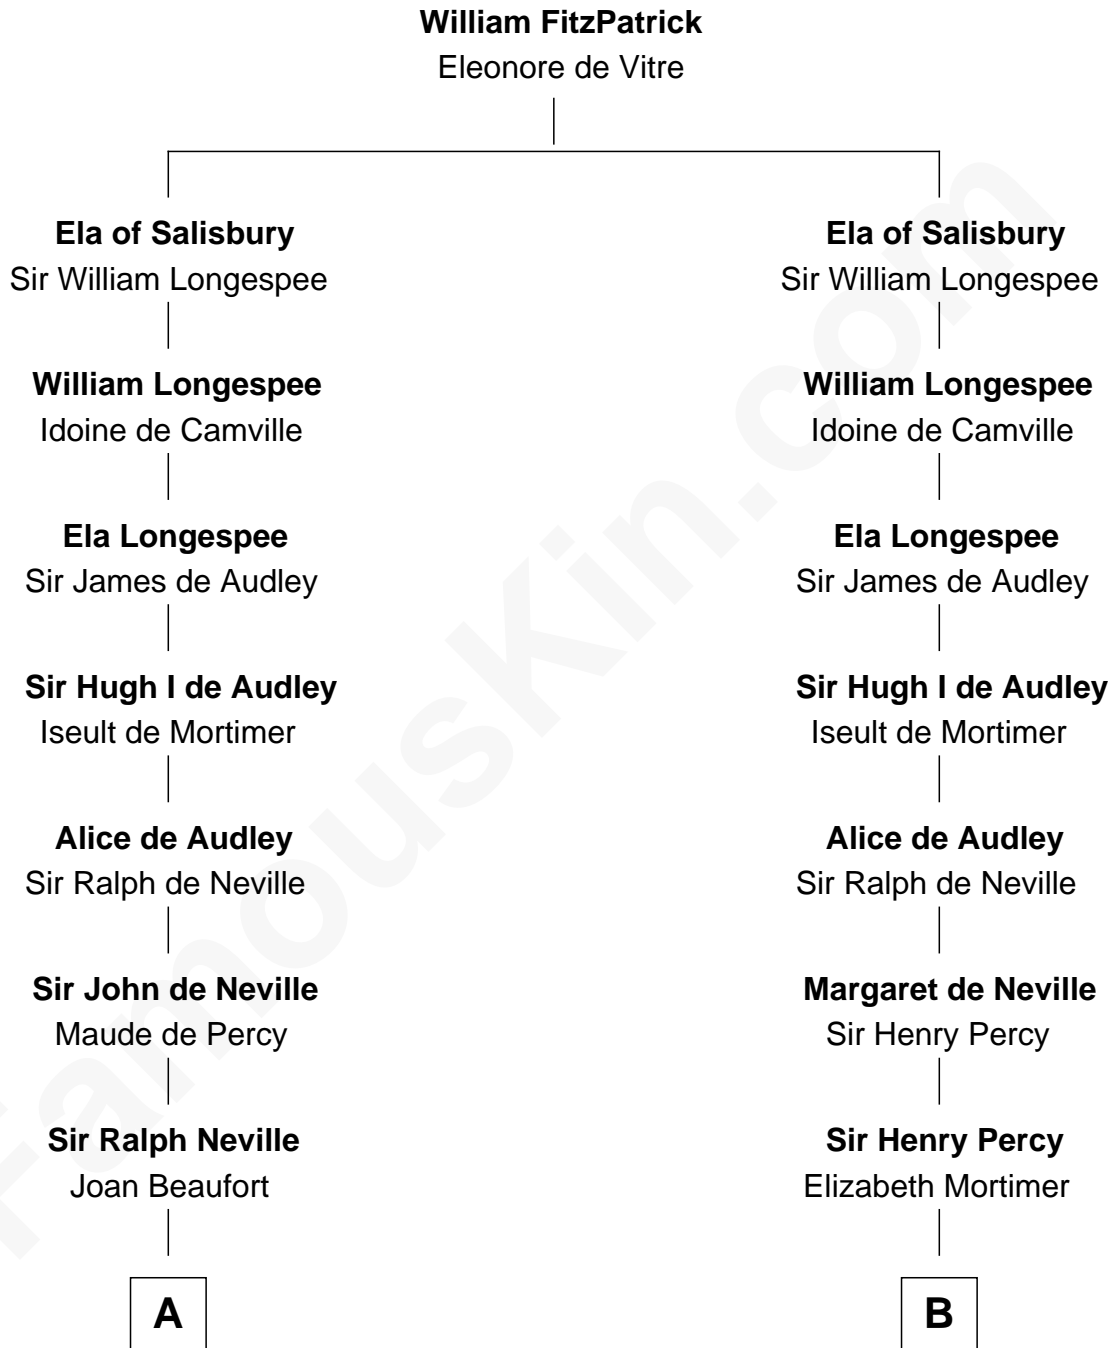 William FitzPatrick
Eleonore de Vitre
Ela of Salisbury
Sir William Longespee
Ela of Salisbury
Sir William Longespee
William Longespee
Idoine de Camville
William Longespee
Idoine de Camville
Ela Longespee
Sir James de Audley
Ela Longespee
Sir James de Audley
Sir Hugh I de Audley
Iseult de Mortimer
Sir Hugh I de Audley
Iseult de Mortimer
Alice de Audley
Sir Ralph de Neville
Alice de Audley
Sir Ralph de Neville
Sir John de Neville
Maude de Percy
Margaret de Neville
Sir Henry Percy
Sir Ralph Neville
Joan Beaufort
Sir Henry Percy
Elizabeth Mortimer
A
B
FamousKin.com